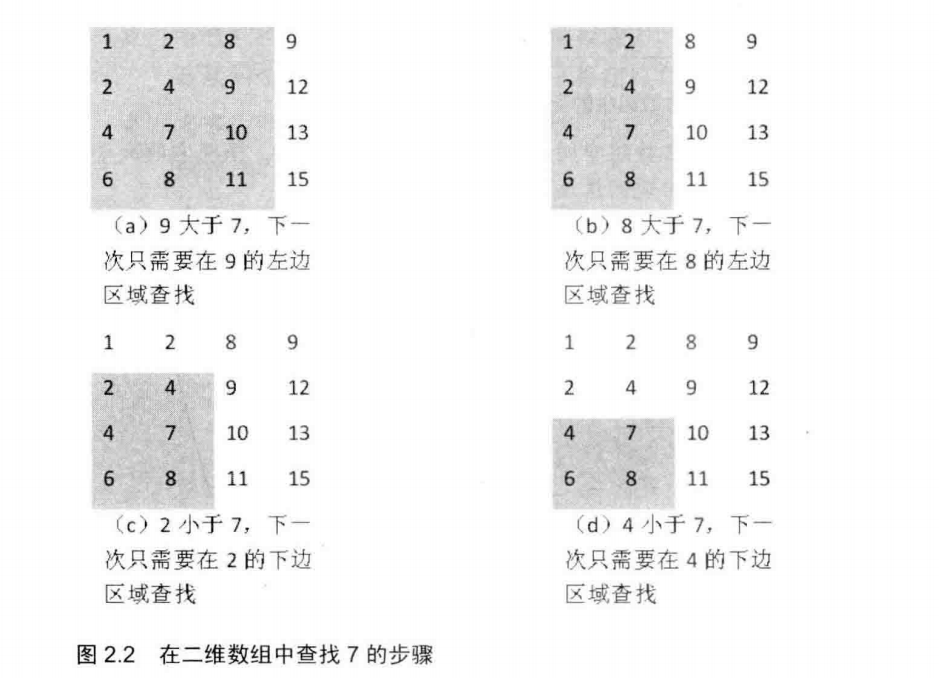 1 2 8 9
2 4 9 12
4 7 10 13
6 8 11 15
（a）9 大于 7，下一
次只需要在 9 的左边
区域查找
1 2 8 9
2 4 9 12
4 7 10 13
6 8 11 15
（b）8 大于 7，下一
次只需要在 8 的左边
区域查找
1 2 8 9
2 4 9 12
4 7 10 13
6 8 11 15
（c）2 小于 7，下一
次只需要在 2 的下边
区域查找
1 2 8 9
2 4 9 12
4 7 10 13
6 8 11 15
（d）4 小于 7，下一
次只需要在 4 的下边
区域查找
图 2.2 在二维数组中查找 7 的步骤